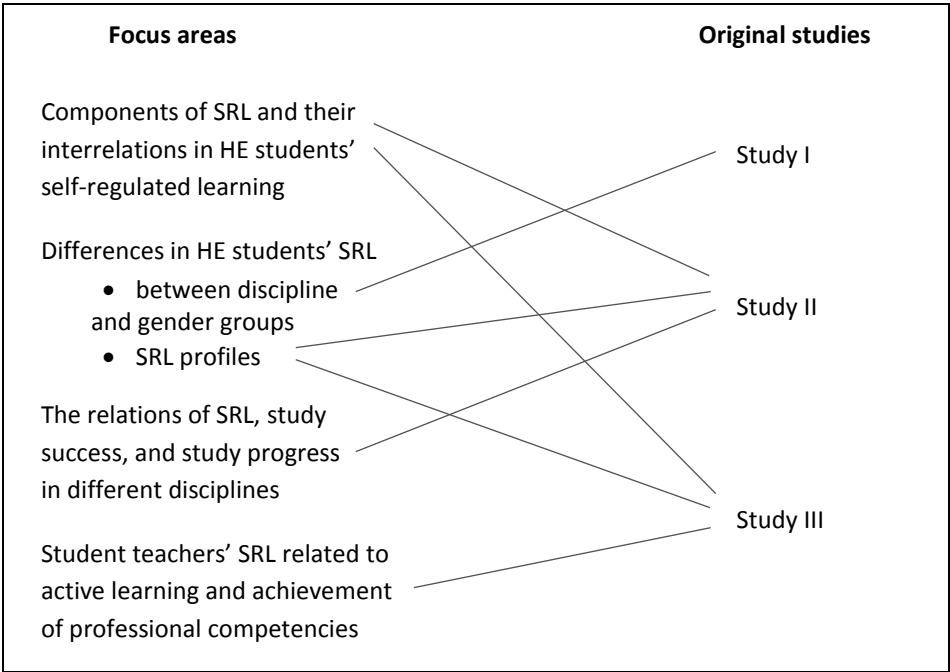 Focus areas
Original studies
Components of SRL and their
interrelations in HE students’
self-regulated learning
Differences in HE students’ SRL
• between discipline
and gender groups
• SRL profiles
The relations of SRL, study
success, and study progress
in different disciplines
Student teachers’ SRL related to
active learning and achievement
of professional competencies
Study I
Study II
Study III